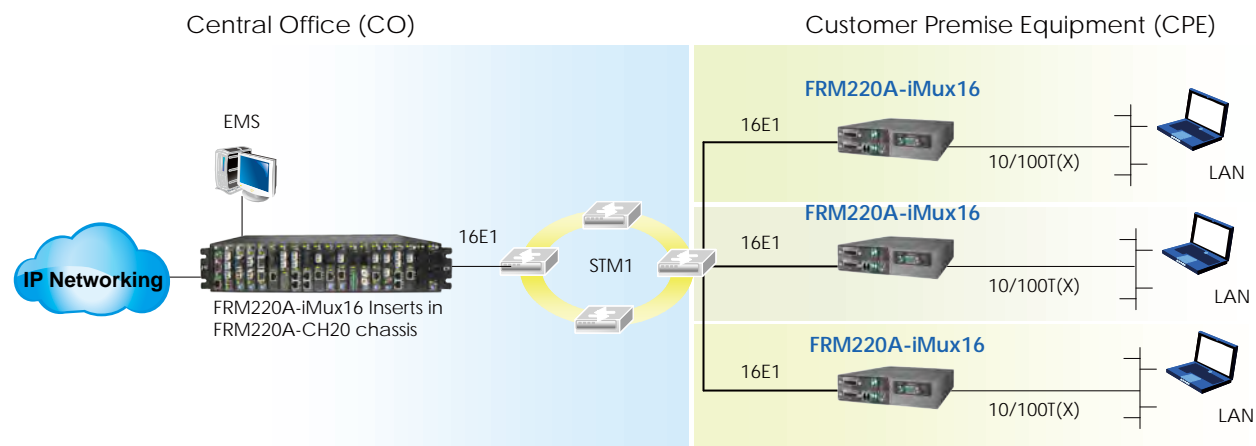 Central Office (CO)
Customer Premise Equipment (CPE)
EMS
IP Networking
FRM220A-iMux16 Inserts in
FRM220A-CH20 chassis
16E1
STM1
FRM220A-iMux16
16E1
10/100T(X)
LAN
FRM220A-iMux16
16E1
10/100T(X)
LAN
FRM220A-iMux16
16E1
10/100T(X)
LAN